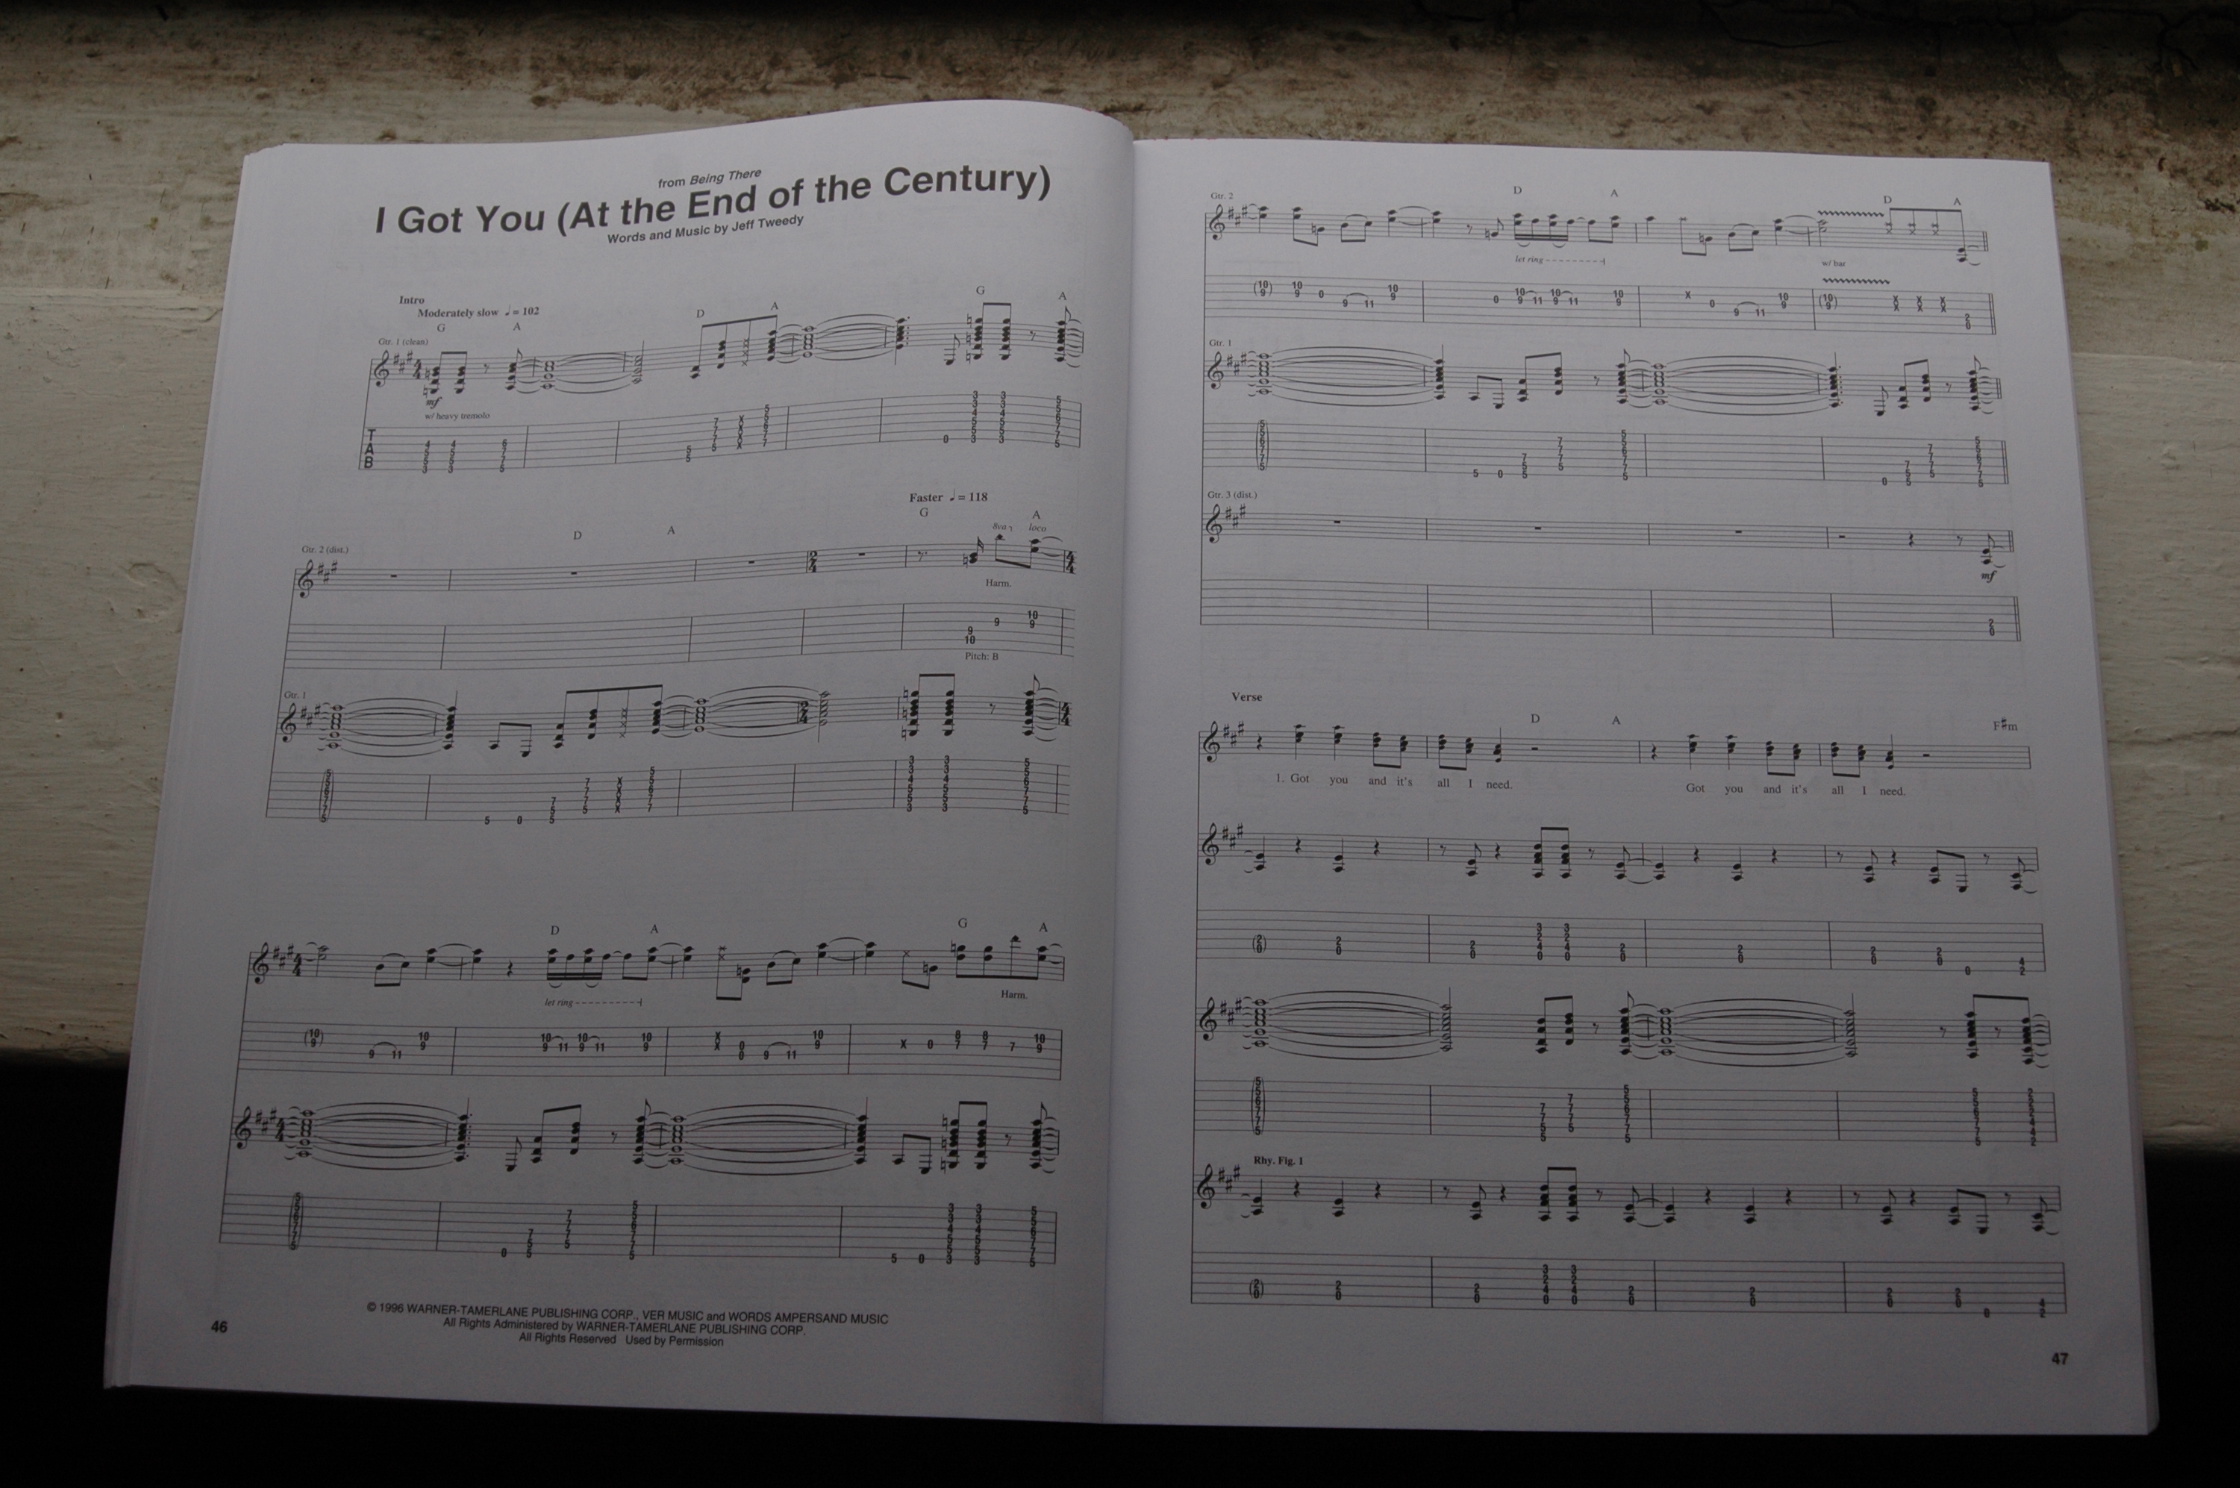 from Being There
I Got You (At the End of the Century)
Words and Music by Jeff Tweedy
Intro
Moderately slow ♩ = 102
G A D A G A
Gtr. 1 (clean)
mf
w/ heavy tremolo
T
A
B
Faster ♩ = 118
D A G A
8va loco
Gtr. 2 (dist.)
Harm.
Pitch: B
Gtr. 1
D A G A
let ring
Harm.
© 1996 WARNER-TAMERLANE PUBLISHING CORP., VER MUSIC and WORDS AMPERSAND MUSIC
All Rights Administered by WARNER-TAMERLANE PUBLISHING CORP.
All Rights Reserved Used by Permission
46
D A D A
Gtr. 2
let ring
w/ bar
Gtr. 1
Gtr. 3 (dist.)
mf
Verse
D A F#m
1. Got you and it's all I need. Got you and it's all I need.
Rhy. Fig. 1
47